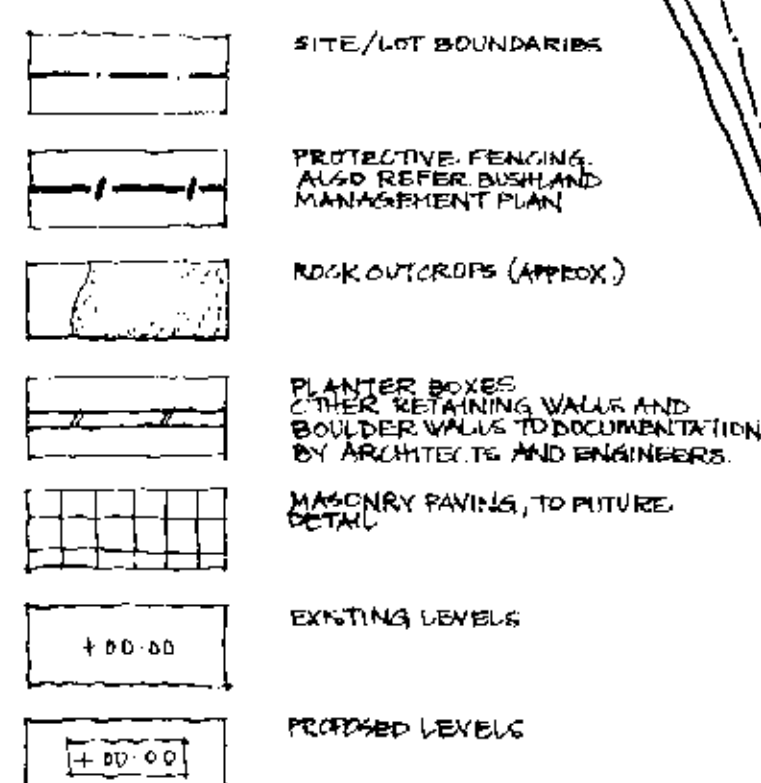 SITE/LOT BOUNDARIES
PROTECTIVE FENCING.
ALSO REFER BUSHLAND
MANAGEMENT PLAN
ROCK OUTCROPS (APPROX.)
PLANTER BOXES
OTHER RETAINING WALLS AND
BOULDER WALLS TO DOCUMENTATION
BY ARCHITECTS AND ENGINEERS.
MASONRY PAVING, TO FUTURE
DETAIL
+00.00
EXISTING LEVELS
+00.00
PROPOSED LEVELS